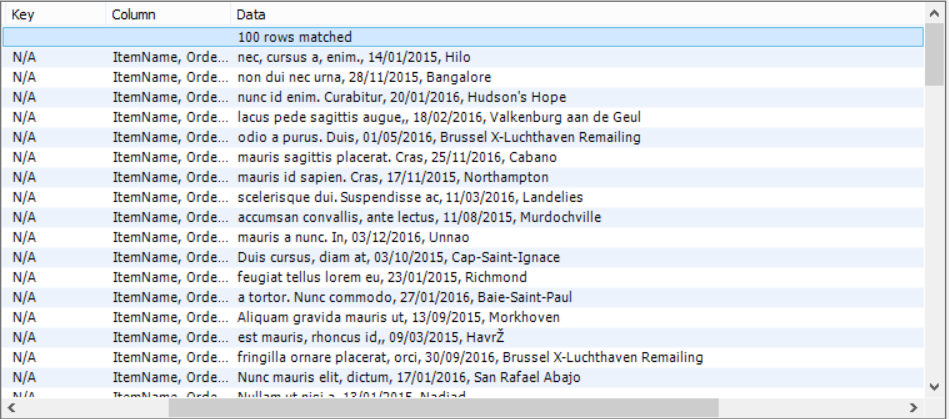 Key Column Data
100 rows matched
N/A ItemName, Orde... nec, cursus a, enim., 14/01/2015, Hilo
N/A ItemName, Orde... non dui nec urna, 28/11/2015, Bangalore
N/A ItemName, Orde... nunc id enim. Curabitur, 20/01/2016, Hudson's Hope
N/A ItemName, Orde... lacus pede sagittis augue,, 18/02/2016, Valkenburg aan de Geul
N/A ItemName, Orde... odio a purus. Duis, 01/05/2016, Brussel X-Luchthaven Remailing
N/A ItemName, Orde... mauris sagittis placerat. Cras, 25/11/2016, Cabano
N/A ItemName, Orde... mauris id sapien. Cras, 17/11/2015, Northampton
N/A ItemName, Orde... scelerisque dui. Suspendisse ac, 11/03/2016, Landelies
N/A ItemName, Orde... accumsan convallis, ante lectus, 11/08/2015, Murdochville
N/A ItemName, Orde... mauris a nunc. In, 03/12/2016, Unnao
N/A ItemName, Orde... Duis cursus, diam at, 03/10/2015, Cap-Saint-Ignace
N/A ItemName, Orde... feugiat tellus lorem eu, 23/01/2015, Richmond
N/A ItemName, Orde... a tortor. Nunc commodo, 27/01/2016, Baie-Saint-Paul
N/A ItemName, Orde... Aliquam gravida mauris ut, 13/09/2015, Morkhoven
N/A ItemName, Orde... est mauris, rhoncus id,, 09/03/2015, HavrŽ
N/A ItemName, Orde... fringilla ornare placerat, orci, 30/09/2016, Brussel X-Luchthaven Remailing
N/A ItemName, Orde... Nunc mauris elit, dictum, 17/01/2016, San Rafael Abajo
N/A ItemName, Orde... Nullam ut nisi a, 13/01/2015, Nadiad